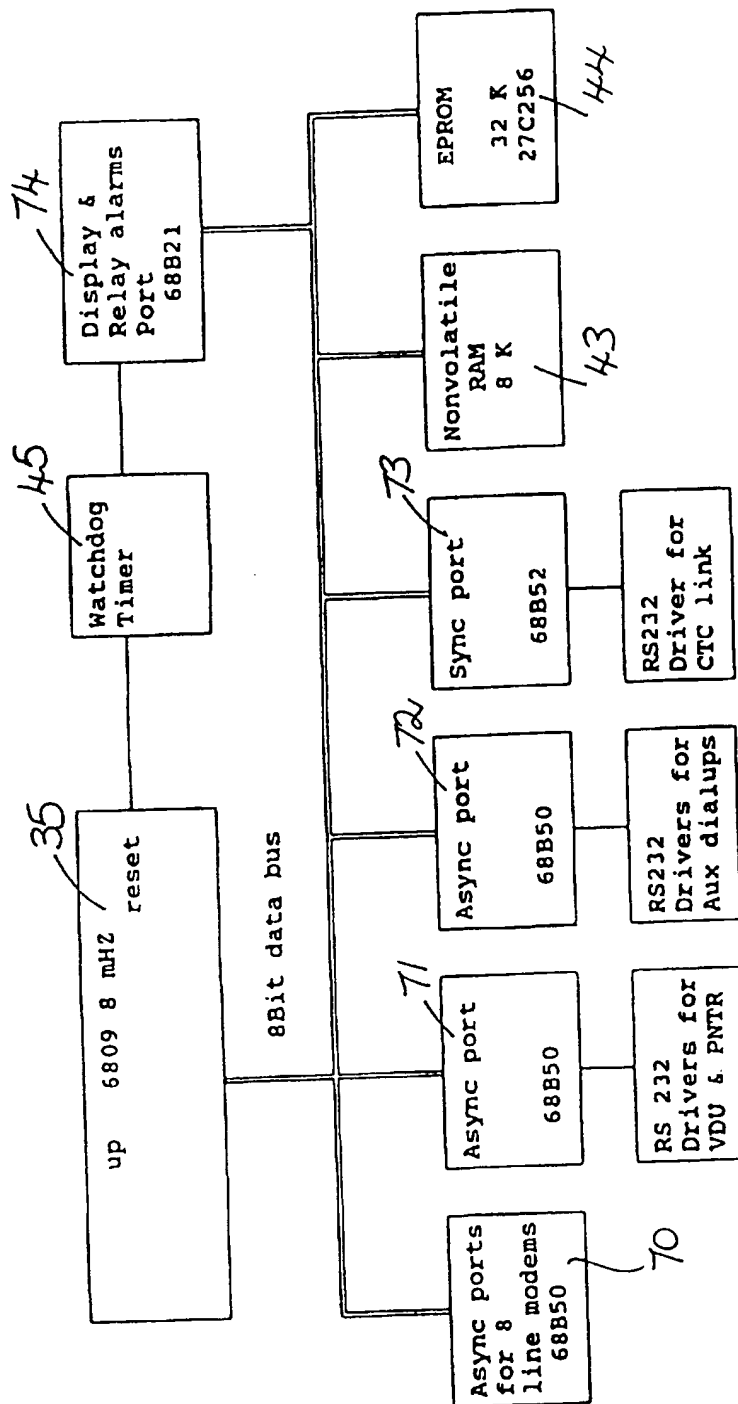 35
up 6809 8 mHZ
reset
45
Watchdog
Timer
74
Display &
Relay alarms
Port
68B21
8Bit data bus
Async ports
for 8
line modems
68B50
70
71
Async port
68B50
RS 232
Drivers for
VDU & PNTR
72
Async port
68B50
RS232
Drivers for
Aux dialups
73
Sync port
68B52
RS232
Driver for
CTC link
Nonvolatile
RAM
8 K
43
EPROM
32 K
27C256
44